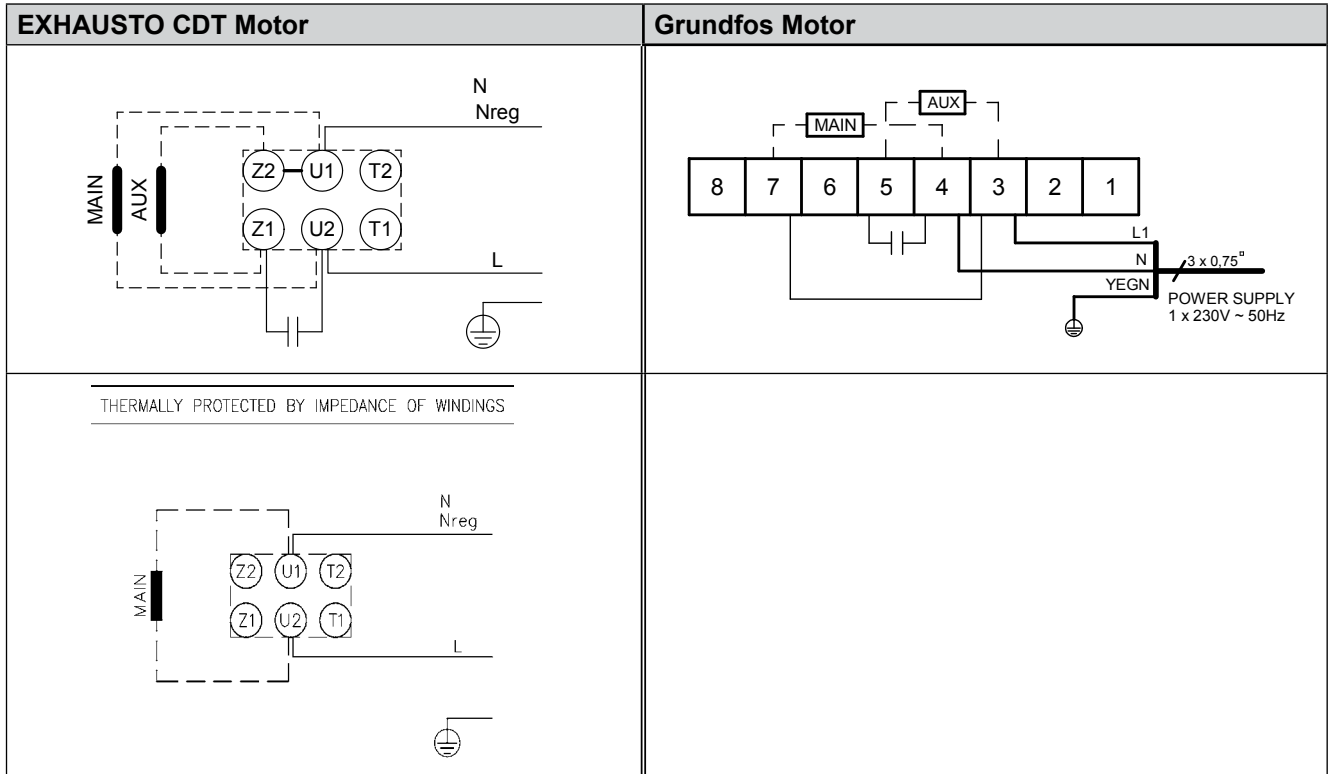 EXHAUSTO CDT Motor
Grundfos Motor
N
Nreg
MAIN
AUX
Z2 U1 T2
Z1 U2 T1
L
AUX
MAIN
8 7 6 5 4 3 2 1
L1
N
YEGN
3 x 0,75▫
POWER SUPPLY
1 x 230V ~ 50Hz
THERMALLY PROTECTED BY IMPEDANCE OF WINDINGS
N
Nreg
MAIN
Z2 U1 T2
Z1 U2 T1
L